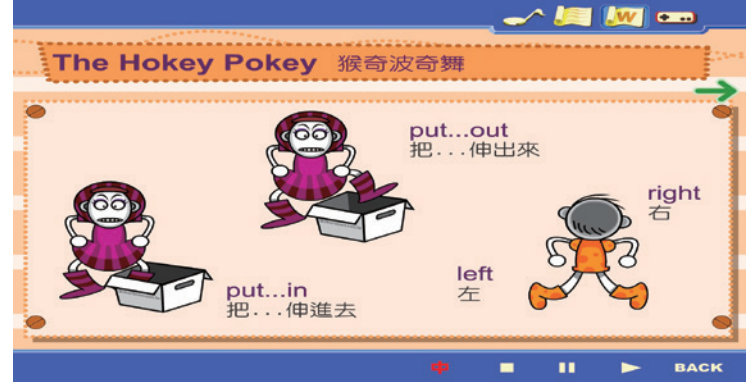 W
The Hokey Pokey 猴奇波奇舞
put...out
把...伸出來
right
右
left
左
put...in
把...伸進去
中
BACK